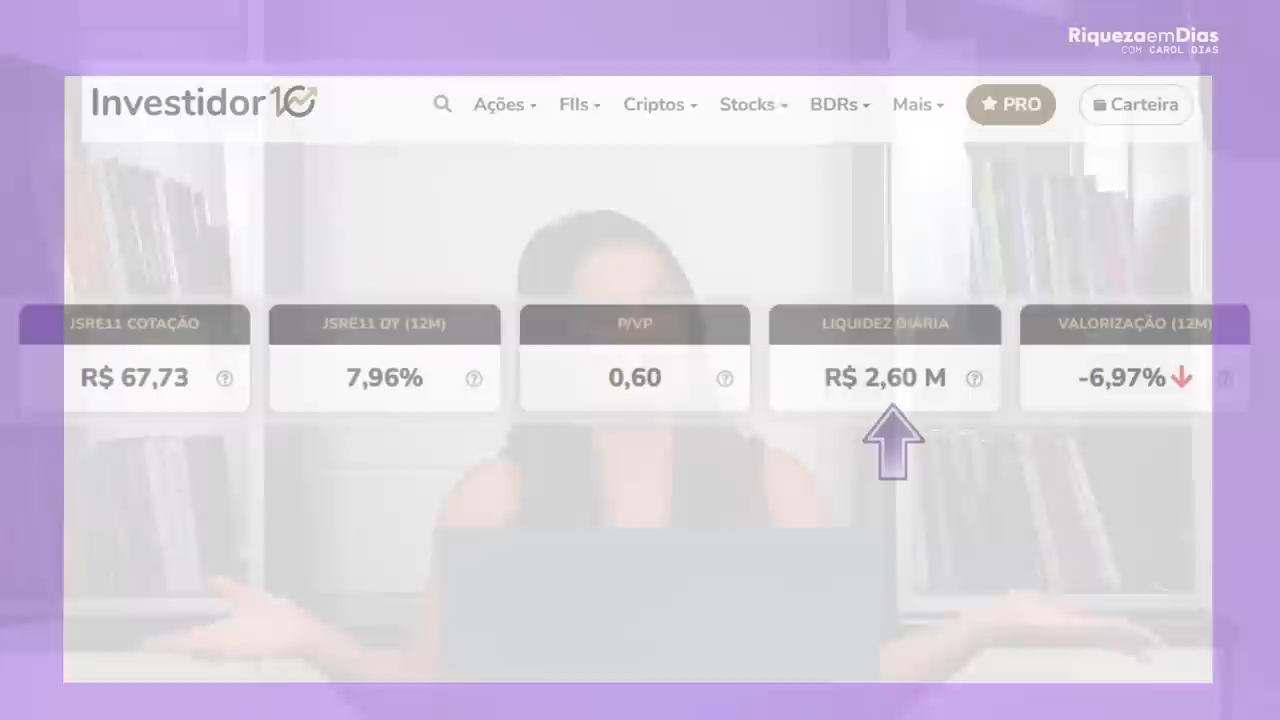 RiquezaemDias
COM CAROL DIAS
Investidor10
Ações FIIs Criptos Stocks BDRs Mais PRO Carteira
JSRE11 COTAÇÃO JSRE11 DY (12M) P/VP LIQUIDEZ DIÁRIA VALORIZAÇÃO (12M)
R$ 67,73 7,96% 0,60 R$ 2,60 M -6,97%